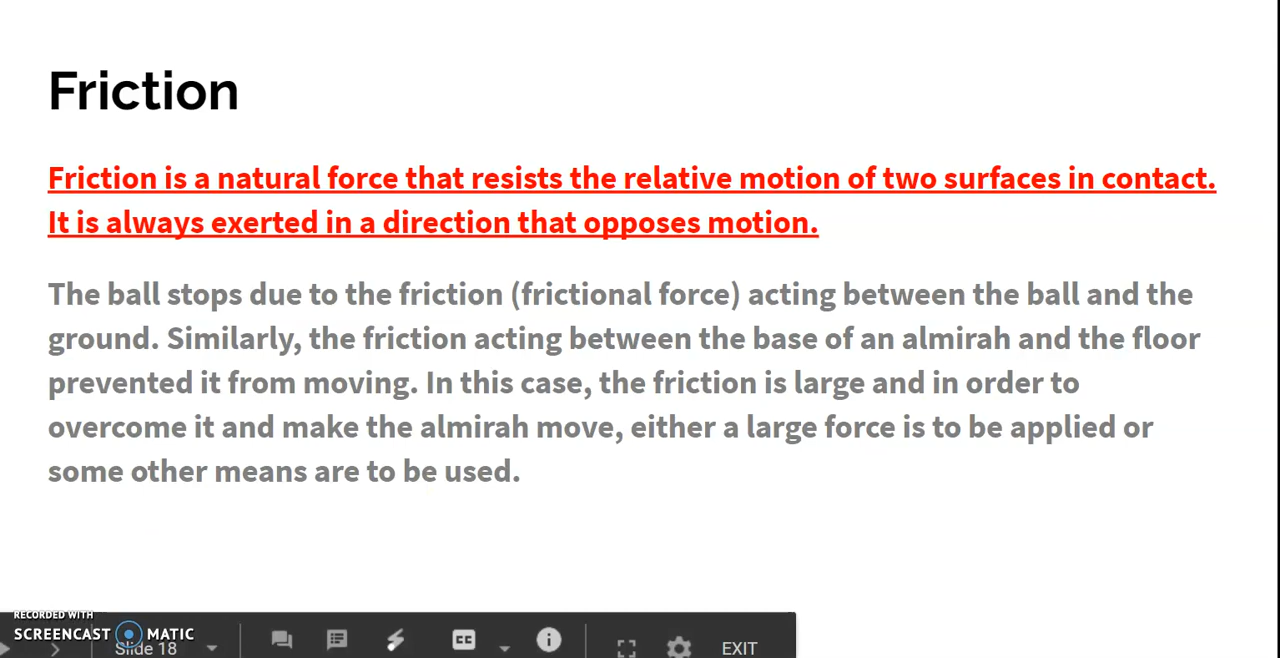 Friction
Friction is a natural force that resists the relative motion of two surfaces in contact.
It is always exerted in a direction that opposes motion.
The ball stops due to the friction (frictional force) acting between the ball and the
ground. Similarly, the friction acting between the base of an almirah and the floor
prevented it from moving. In this case, the friction is large and in order to
overcome it and make the almirah move, either a large force is to be applied or
some other means are to be used.
RECORDED WITH
SCREENCAST MATIC
Slide 18 CC EXIT